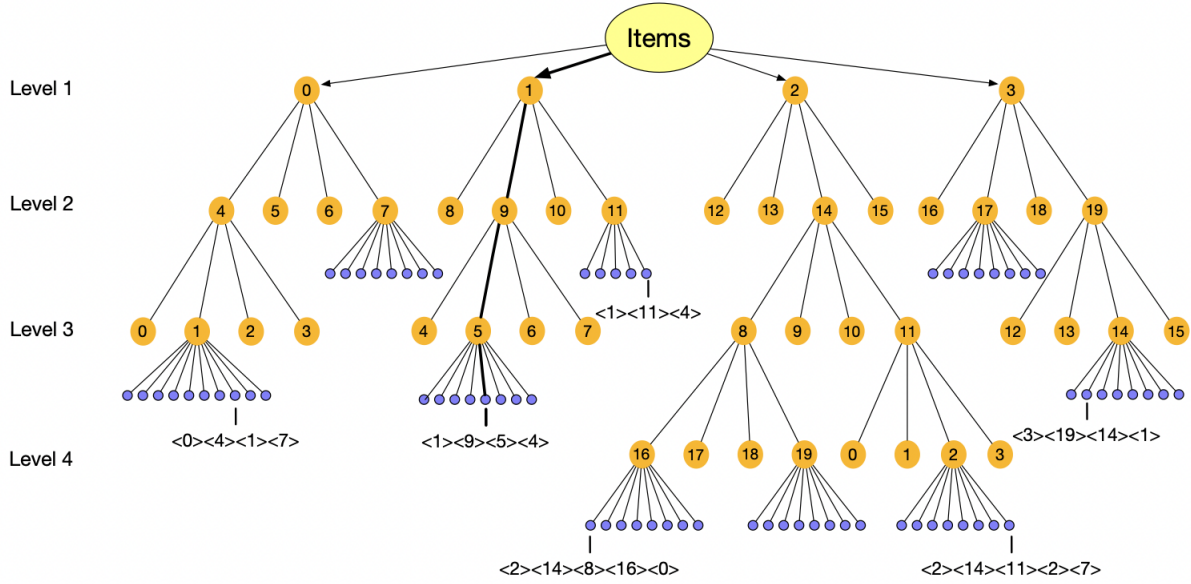 Items
Level 1
0 1 2 3
Level 2
4 5 6 7 8 9 10 11 12 13 14 15 16 17 18 19
<1><11><4>
Level 3
0 1 2 3 4 5 6 7 8 9 10 11 12 13 14 15
<0><4><1><7>
<1><9><5><4>
<3><19><14><1>
Level 4
16 17 18 19 0 1 2 3
<2><14><8><16><0>
<2><14><11><2><7>